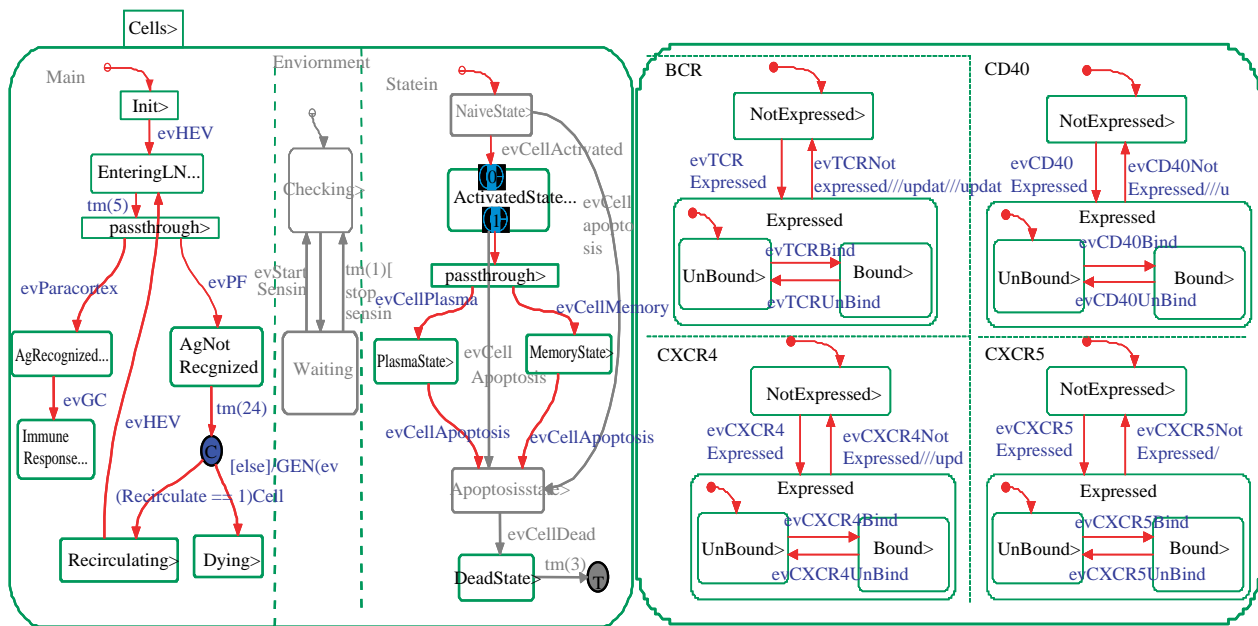 Cells>
Main
Init>
evHEV
EnteringLN...
tm(5)
passthrough>
evParacortex
evPF
AgRecognized...
AgNot
Recgnized
evGC
evHEV
tm(24)
Immune
Response...
C
[else]/GEN(ev
(Recirculate == 1)Cell
Recirculating>
Dying>
Enviornment
Checking>
evStart
Sensin
tm(1)[
stop
sensin
Waiting
Statein
NaiveState>
evCellActivated
0
ActivatedState...
1
evCell
apopto
sis
passthrough>
evCellPlasma
evCellMemory
PlasmaState>
evCell
Apoptosis
MemoryState>
evCellApoptosis
evCellApoptosis
Apoptosisstate>
evCellDead
DeadState>
tm(3)
T
BCR
NotExpressed>
evTCR
Expressed
evTCRNot
expressed///updat///updat
Expressed
UnBound>
evTCRBind
Bound>
evTCRUnBind
CD40
NotExpressed>
evCD40
Expressed
evCD40Not
Expressed///u
Expressed
UnBound>
evCD40Bind
Bound>
evCD40UnBind
CXCR4
NotExpressed>
evCXCR4
Expressed
evCXCR4Not
Expressed///upd
Expressed
UnBound>
evCXCR4Bind
Bound>
evCXCR4UnBind
CXCR5
NotExpressed>
evCXCR5
Expressed
evCXCR5Not
Expressed/
Expressed
UnBound>
evCXCR5Bind
Bound>
evCXCR5UnBind